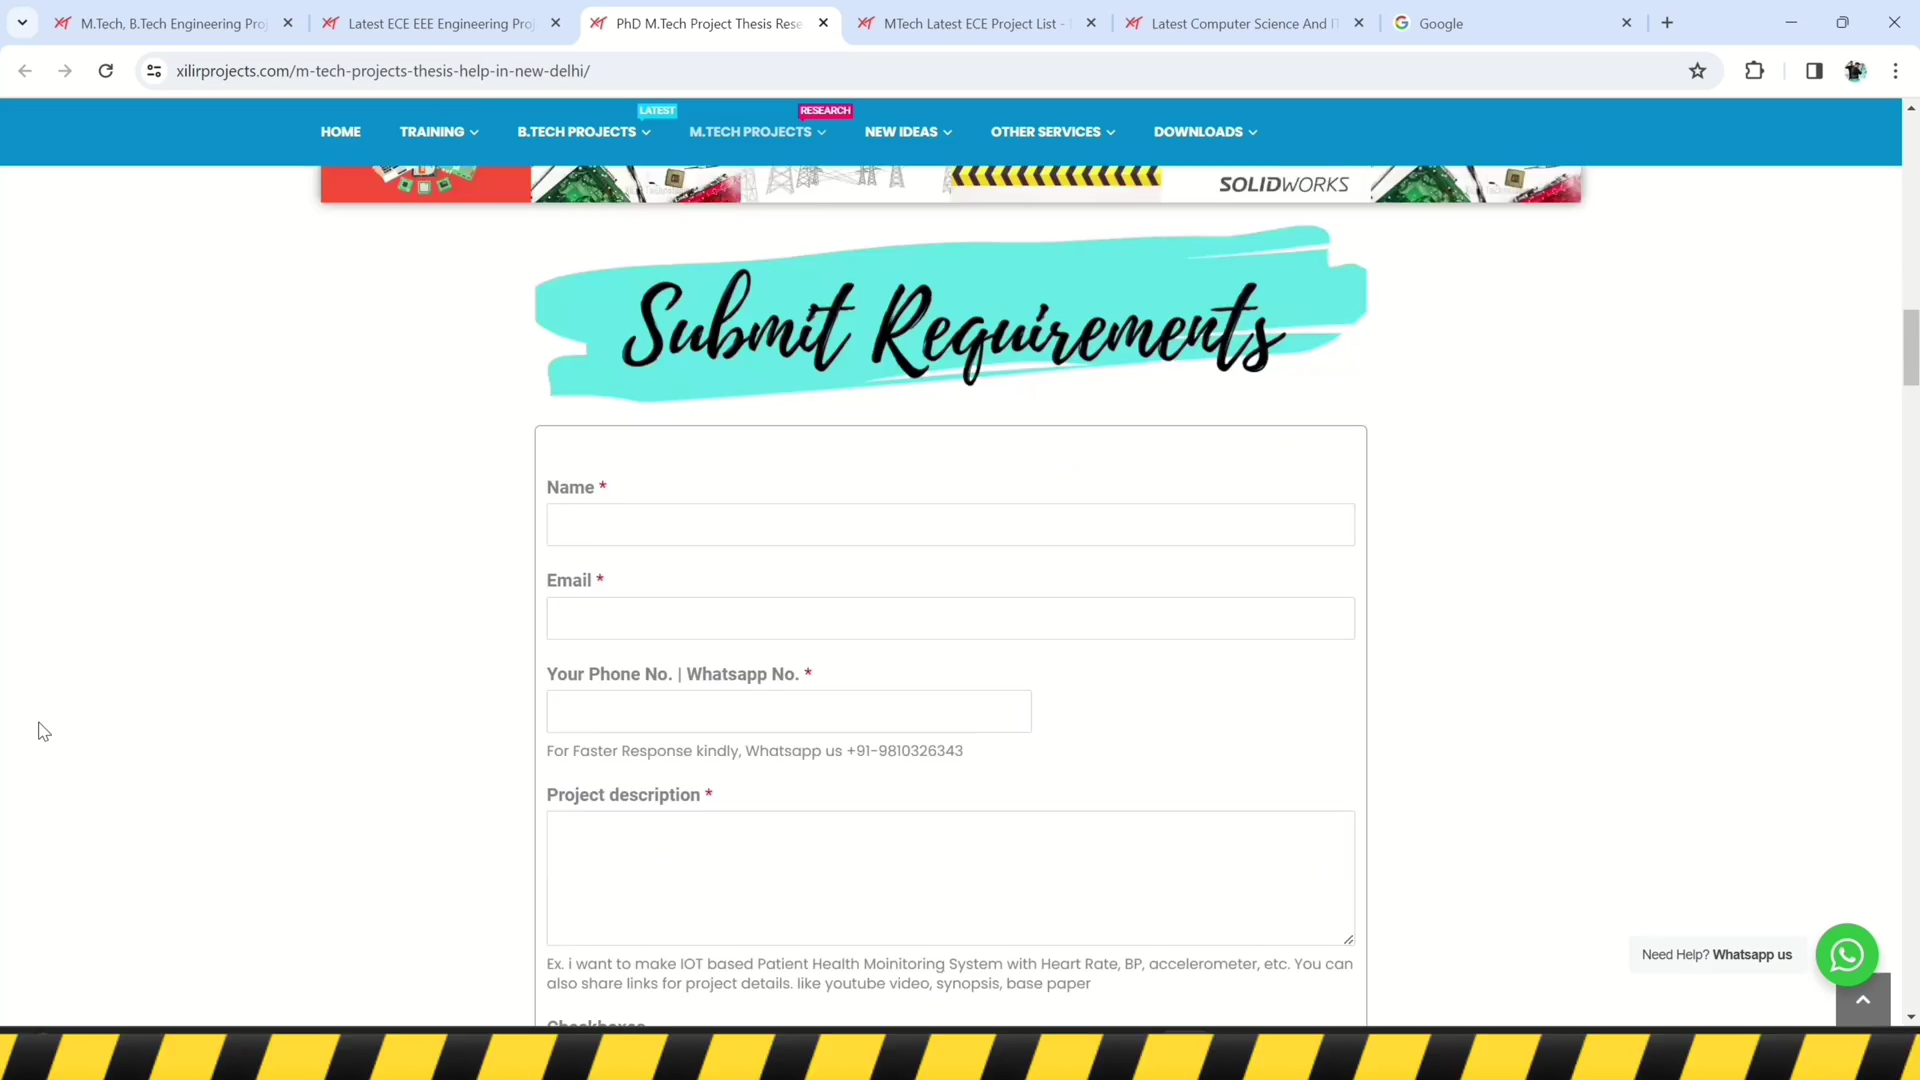 M.Tech, B.Tech Engineering Proj
Latest ECE EEE Engineering Proj
PhD M.Tech Project Thesis Rese
MTech Latest ECE Project List -
Latest Computer Science And IT
Google
xilirprojects.com/m-tech-projects-thesis-help-in-new-delhi/
LATEST
RESEARCH
HOME
TRAINING
B.TECH PROJECTS
M.TECH PROJECTS
NEW IDEAS
OTHER SERVICES
DOWNLOADS
SOLIDWORKS
Submit Requirements
Name *
Email *
Your Phone No. | Whatsapp No. *
For Faster Response kindly, Whatsapp us +91-9810326343
Project description *
Ex. i want to make IOT based Patient Health Moinitoring System with Heart Rate, BP, accelerometer, etc. You can
also share links for project details. like youtube video, synopsis, base paper
Checkboxes
Need Help? Whatsapp us